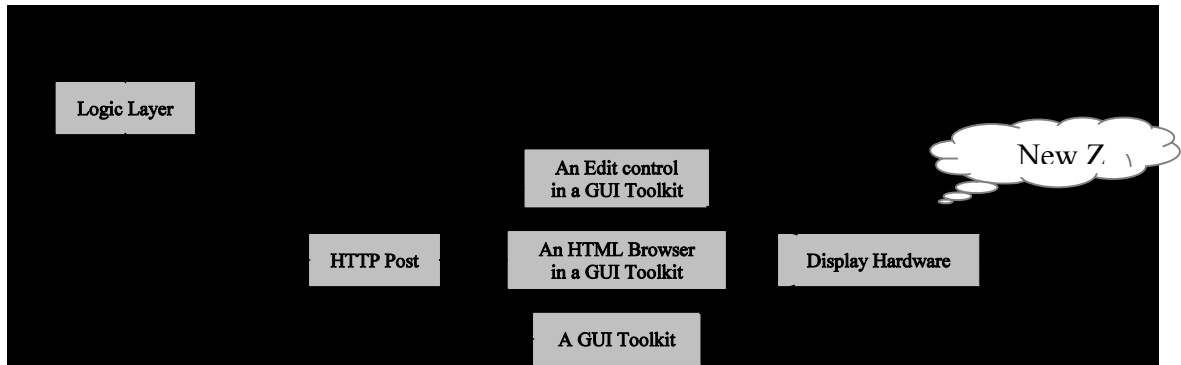 Logic Layer
An Edit control
in a GUI Toolkit
New Z
HTTP Post
An HTML Browser
in a GUI Toolkit
Display Hardware
A GUI Toolkit